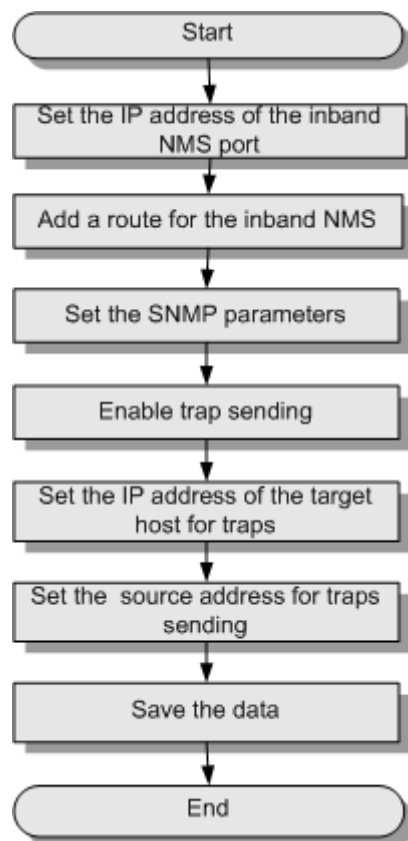 Start
Set the IP address of the inband
NMS port
Add a route for the inband NMS
Set the SNMP parameters
Enable trap sending
Set the IP address of the target
host for traps
Set the source address for traps
sending
Save the data
End